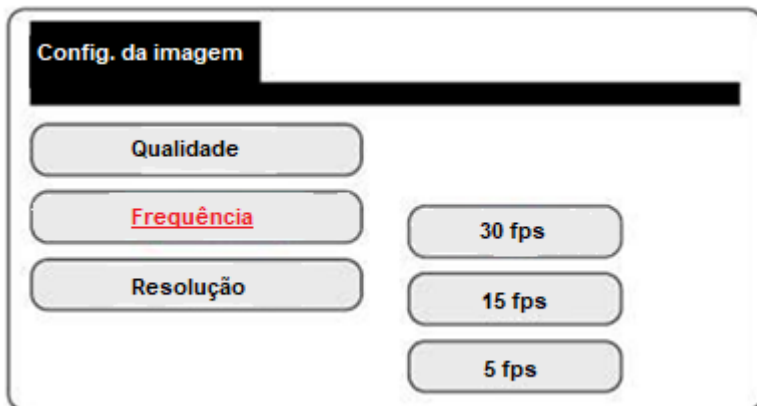 Config. da imagem
Qualidade
Frequência
Resolução
30 fps
15 fps
5 fps